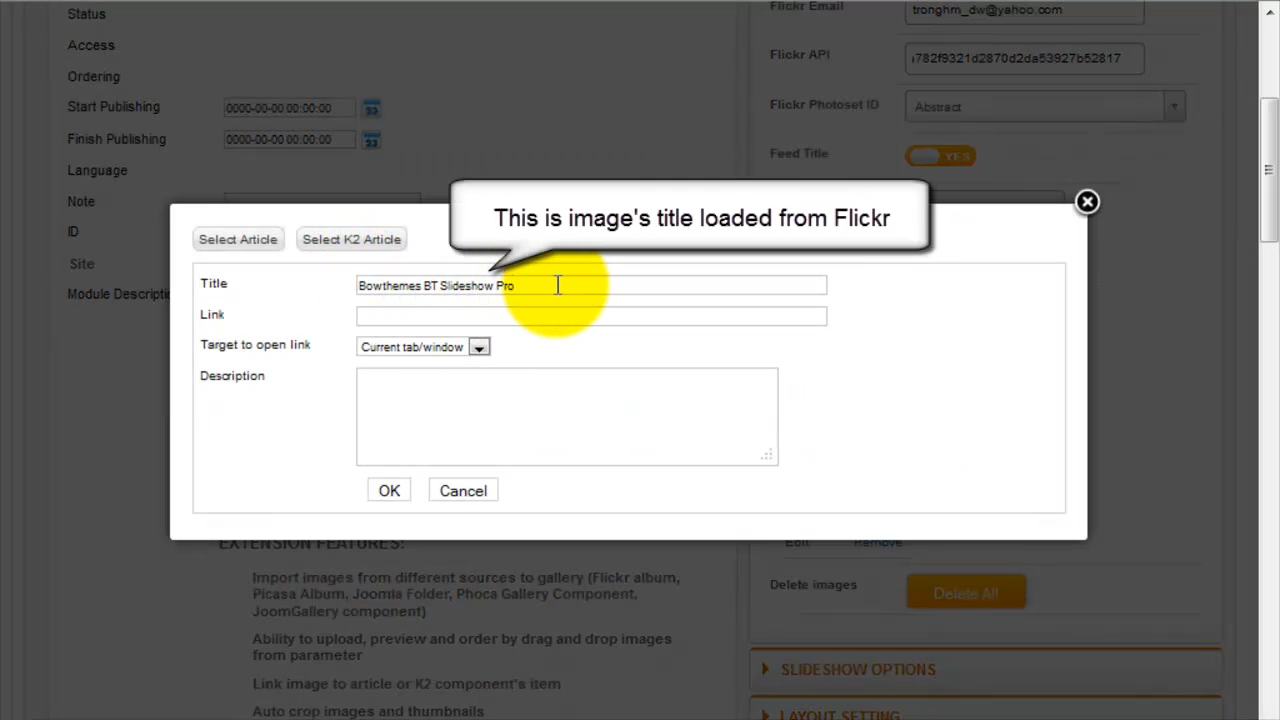 Status
Access
Ordering
Start Publishing 0000-00-00 00:00:00 23
Finish Publishing 0000-00-00 00:00:00 23
Language
Note
ID
Site
Module Descripti
Flickr Email tronghm_dw@yahoo.com
Flickr API 782f9321d2870d2da53927b52817
Flickr Photoset ID Abstract
Feed Title YES
This is image's title loaded from Flickr
Select Article Select K2 Article
Title Bowthemes BT Slideshow Pro
Link
Target to open link Current tab/window
Description
OK Cancel
EXTENSION FEATURES:
Import images from different sources to gallery (Flickr album,
Picasa Album, Joomla Folder, Phoca Gallery Component,
JoomGallery component)
Ability to upload, preview and order by drag and drop images
from parameter
Link image to article or K2 component's item
Auto crop images and thumbnails
Edit Remove
Delete images Delete All
SLIDESHOW OPTIONS
LAYOUT SETTING